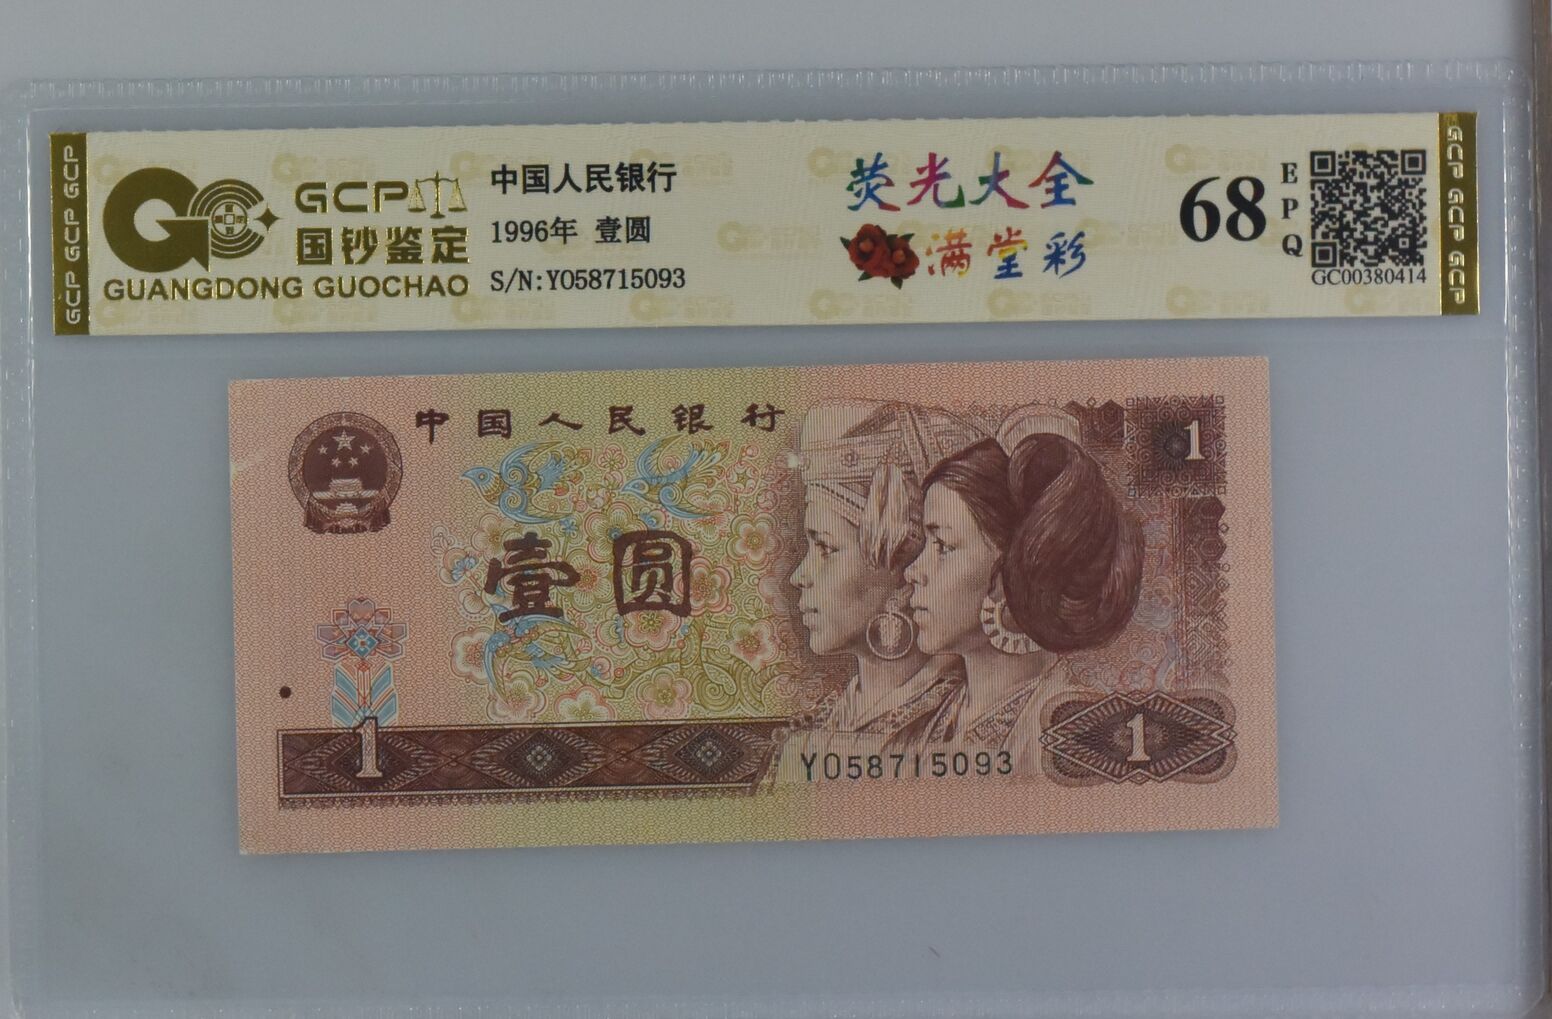 GCP GCP GCP
GCP
国钞鉴定
GUANGDONG GUOCHAO
中国人民银行
1996年 壹圆
S/N:Y058715093
荧光大全
满堂彩
68
EPQ
GC00380414
GCP GCP GCP
中国人民银行
1
壹圆
1
Y058715093
1